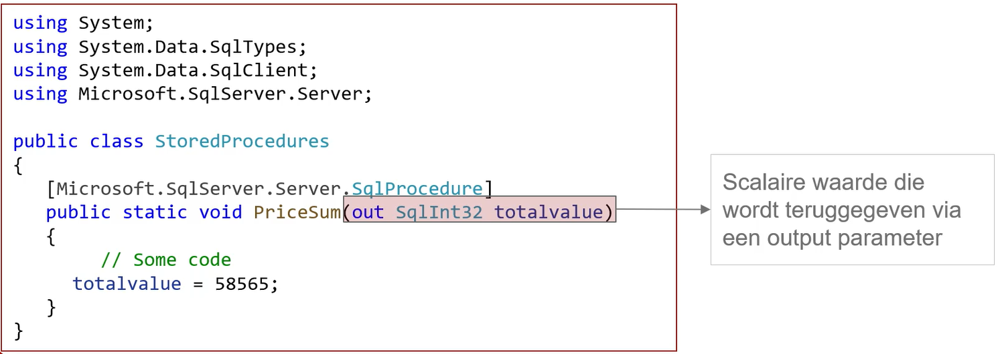 using System;
using System.Data.SqlTypes;
using System.Data.SqlClient;
using Microsoft.SqlServer.Server;
public class StoredProcedures
{
[Microsoft.SqlServer.Server.SqlProcedure]
public static void PriceSum(out SqlInt32 totalvalue)
{
// Some code
totalvalue = 58565;
}
}
Scalaire waarde die
wordt teruggegeven via
een output parameter